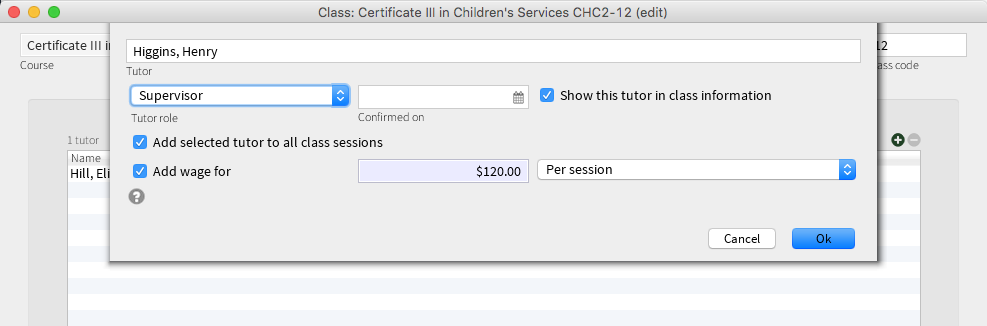 Class: Certificate III in Children's Services CHC2-12 (edit)
Certificate III in
12
Course
ass code
Higgins, Henry
Tutor
Supervisor
Show this tutor in class information
Tutor role
Confirmed on
Add selected tutor to all class sessions
1 tutor
Name
Add wage for
$120.00
Per session
Hill, Eli
?
Cancel
Ok